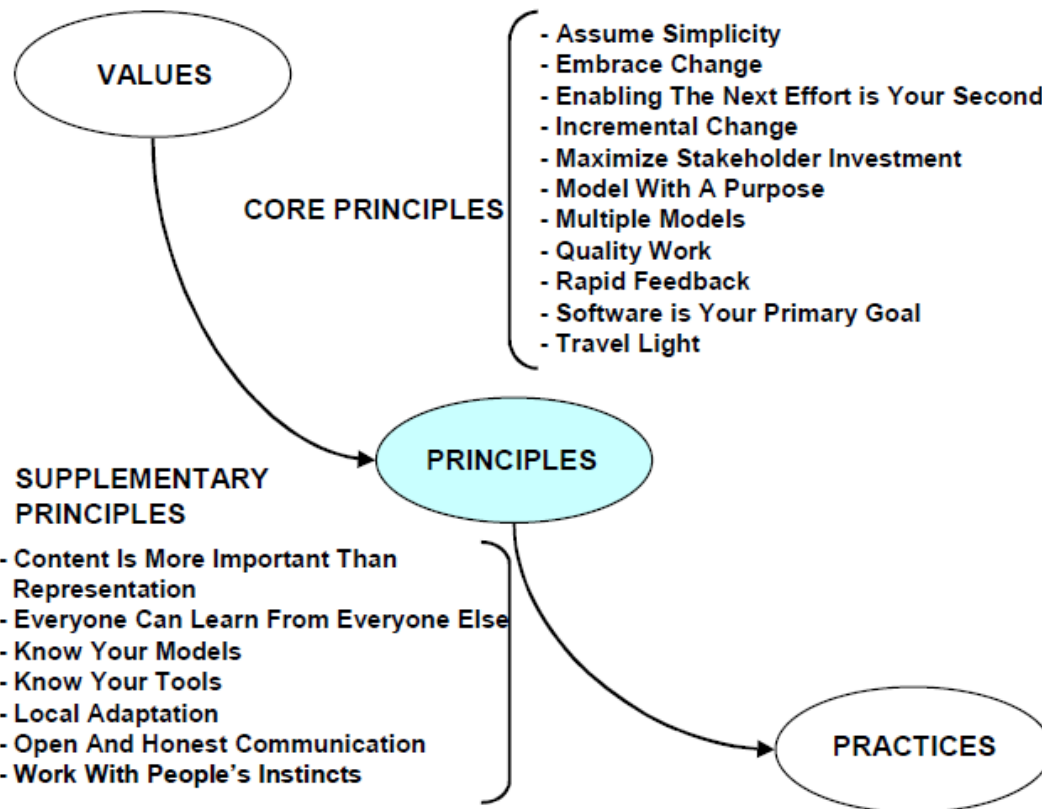 VALUES
CORE PRINCIPLES
- Assume Simplicity
- Embrace Change
- Enabling The Next Effort is Your Second
- Incremental Change
- Maximize Stakeholder Investment
- Model With A Purpose
- Multiple Models
- Quality Work
- Rapid Feedback
- Software is Your Primary Goal
- Travel Light
PRINCIPLES
SUPPLEMENTARY
PRINCIPLES
- Content Is More Important Than
Representation
- Everyone Can Learn From Everyone Else
- Know Your Models
- Know Your Tools
- Local Adaptation
- Open And Honest Communication
- Work With People's Instincts
PRACTICES